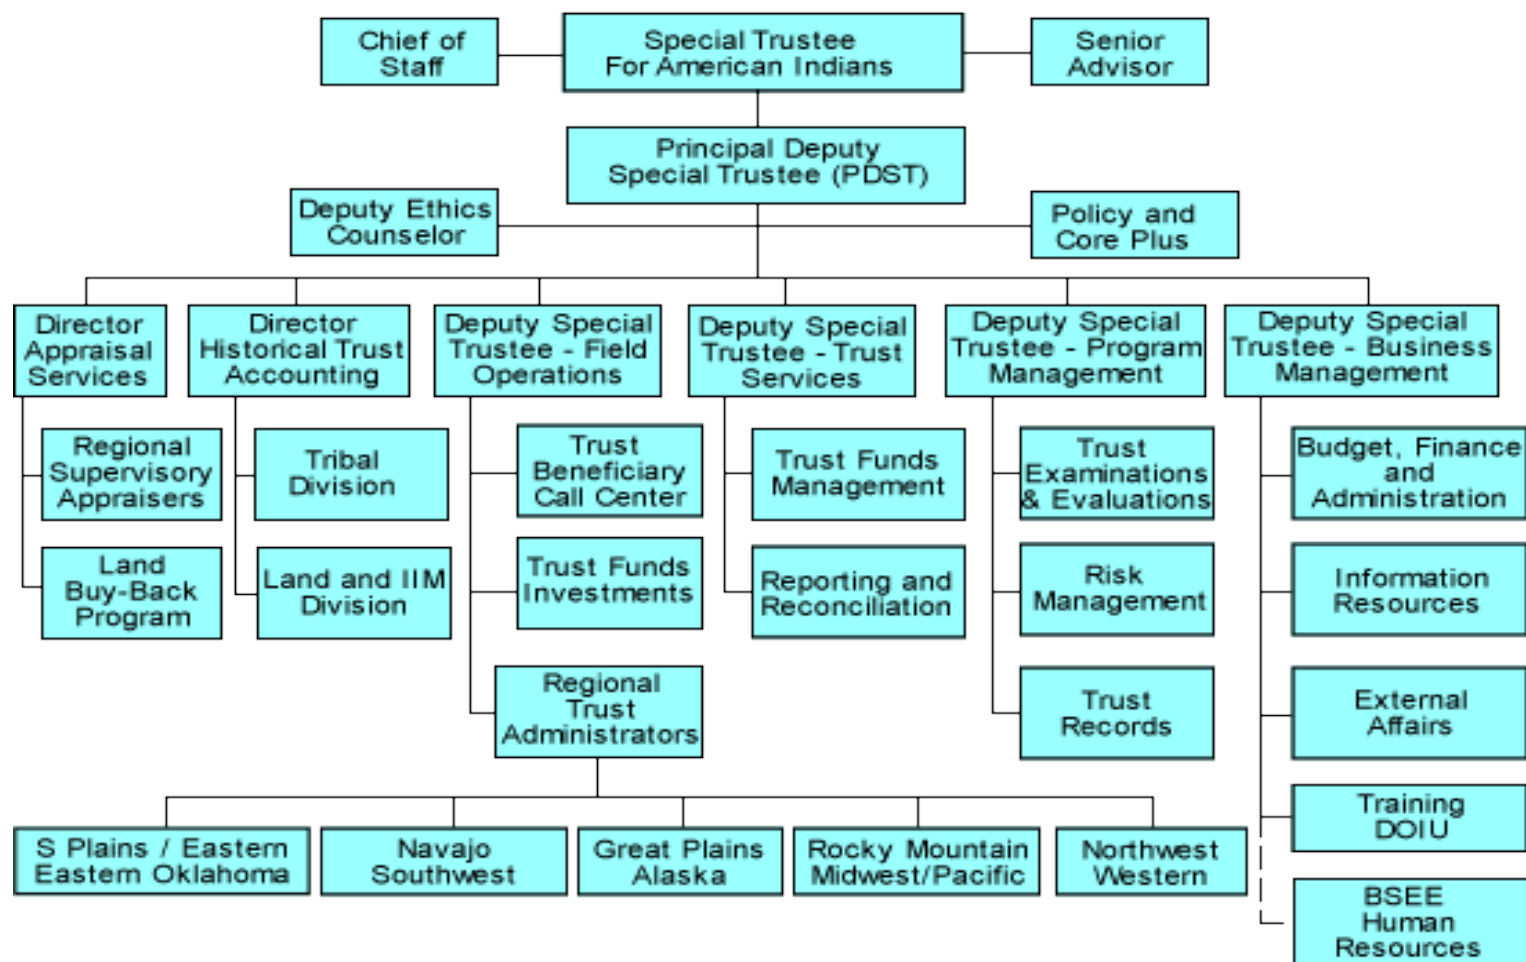 Chief of
Staff
Special Trustee
For American Indians
Senior
Advisor
Principal Deputy
Special Trustee (PDST)
Deputy Ethics
Counselor
Policy and
Core Plus
Director
Appraisal
Services
Director
Historical Trust
Accounting
Deputy Special
Trustee - Field
Operations
Deputy Special
Trustee - Trust
Services
Deputy Special
Trustee - Program
Management
Deputy Special
Trustee - Business
Management
Regional
Supervisory
Appraisers
Tribal
Division
Trust
Beneficiary
Call Center
Trust Funds
Management
Trust
Examinations
& Evaluations
Budget, Finance
and
Administration
Land
Buy-Back
Program
Land and IIM
Division
Trust Funds
Investments
Reporting and
Reconciliation
Risk
Management
Information
Resources
Regional
Trust
Administrators
Trust
Records
External
Affairs
Training
DOIU
S Plains / Eastern
Eastern Oklahoma
Navajo
Southwest
Great Plains
Alaska
Rocky Mountain
Midwest/Pacific
Northwest
Western
BSEE
Human
Resources